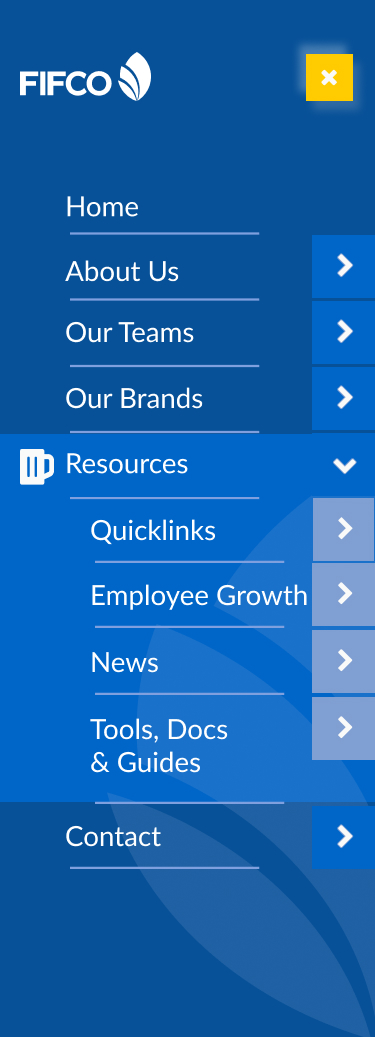 FIFCO
Home
About Us
Our Teams
Our Brands
Resources
Quicklinks
Employee Growth
News
Tools, Docs
& Guides
Contact